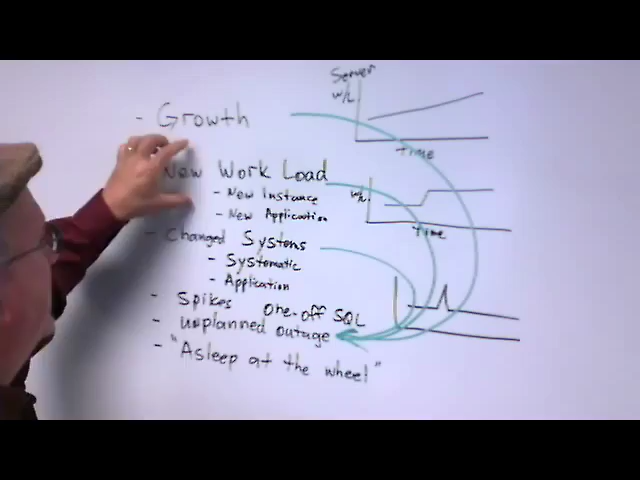 Server
W/L
- Growth
Time
New Work Load
- New Instance
- New Application
W/L
Time
- Changed Systems
- Systematic
- Application
- Spikes one-off SQL
- unplanned outage
- "Asleep at the wheel"